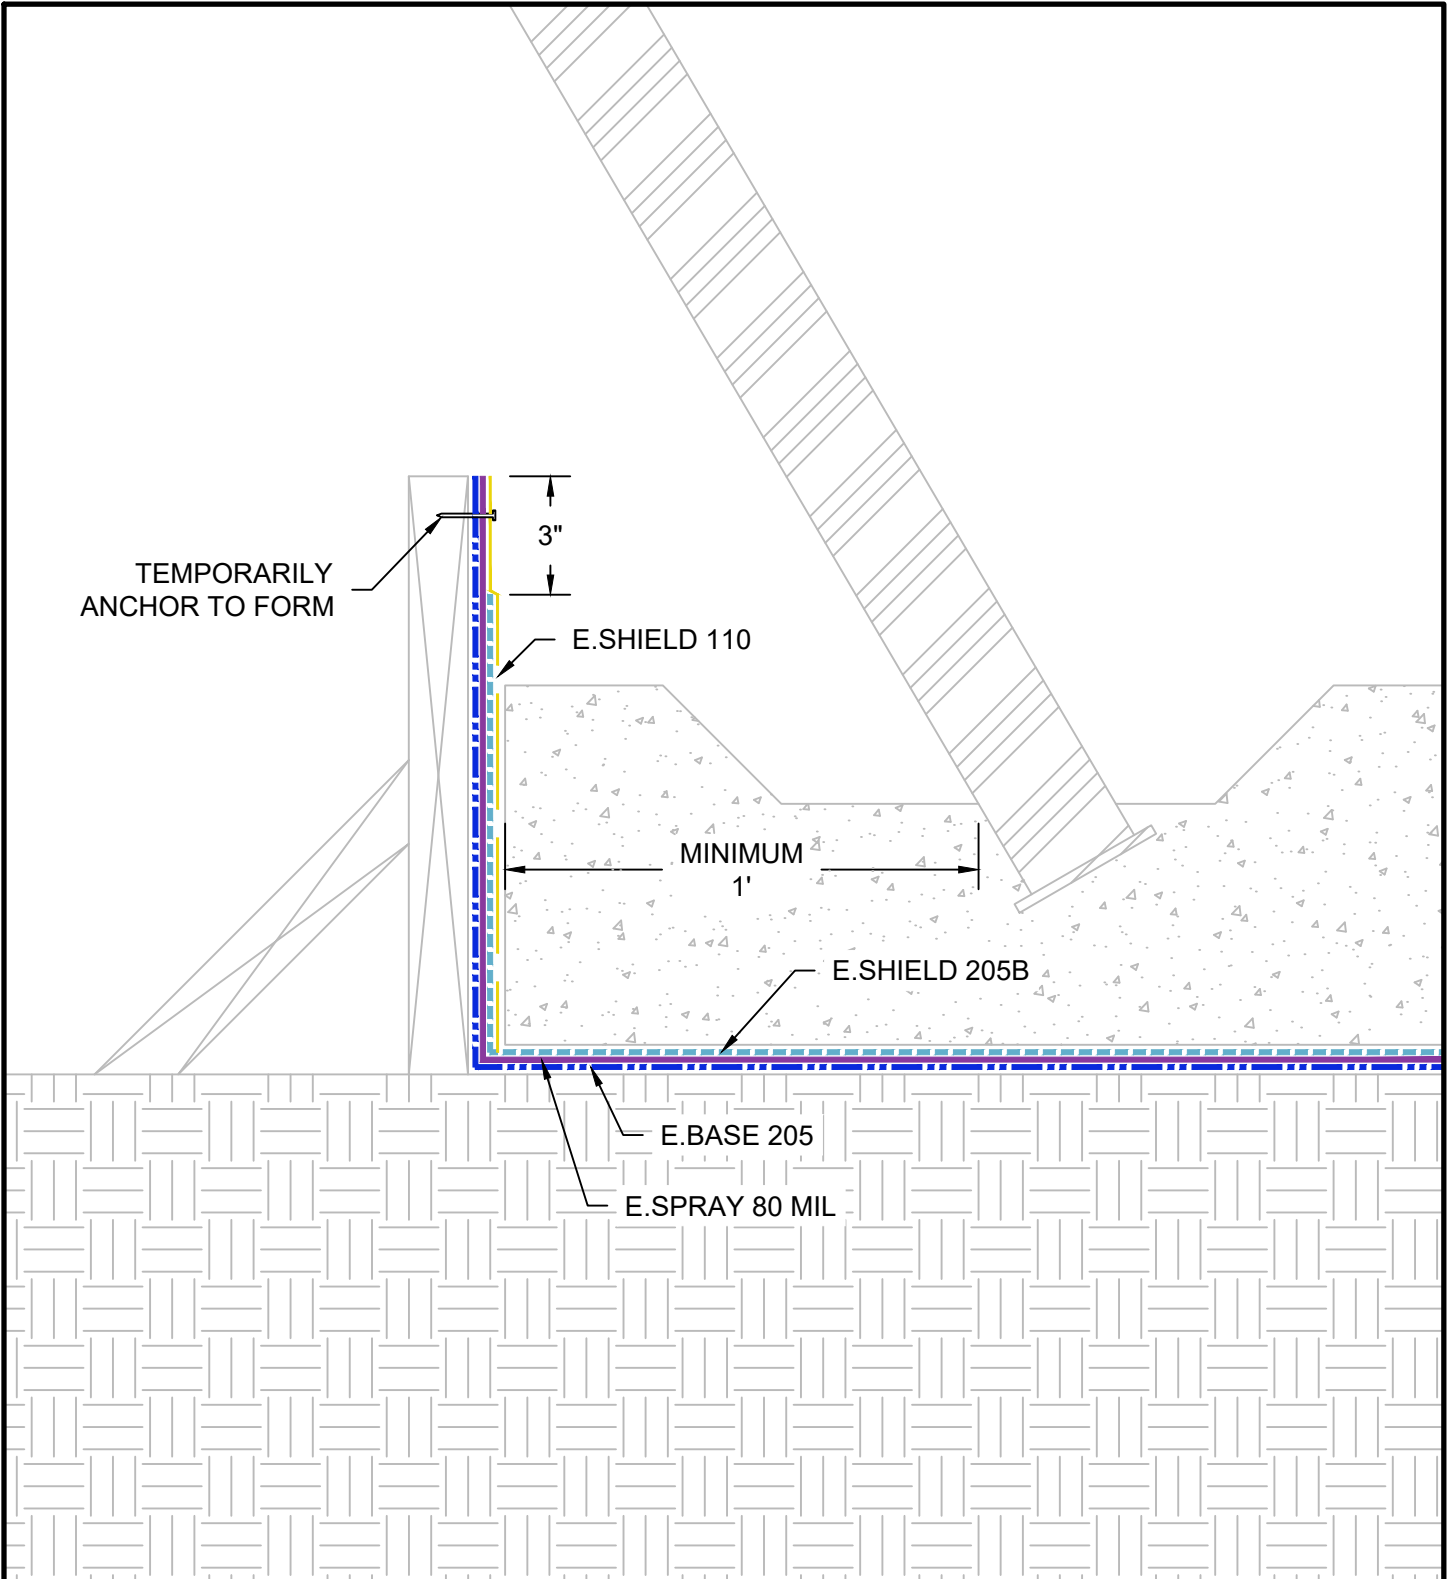 3"
TEMPORARILY
ANCHOR TO FORM
E.SHIELD 110
MINIMUM
1'
E.SHIELD 205B
E.BASE 205
E.SPRAY 80 MIL